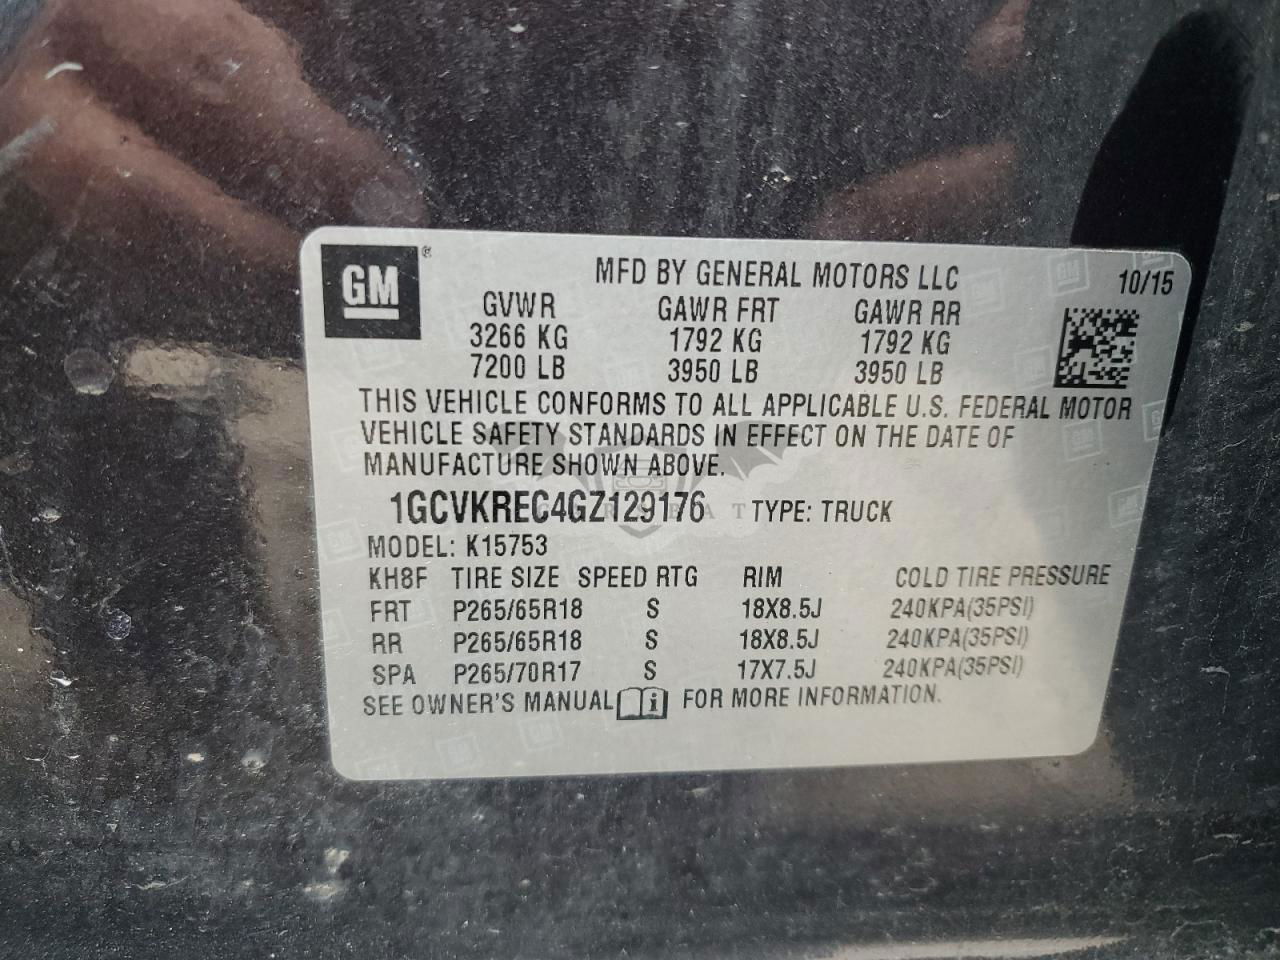 GM ®
MFD BY GENERAL MOTORS LLC 10/15
GVWR GAWR FRT GAWR RR
3266 KG 1792 KG 1792 KG
7200 LB 3950 LB 3950 LB
THIS VEHICLE CONFORMS TO ALL APPLICABLE U.S. FEDERAL MOTOR
VEHICLE SAFETY STANDARDS IN EFFECT ON THE DATE OF
MANUFACTURE SHOWN ABOVE.
1GCVKREC4GZ129176 TYPE: TRUCK
MODEL: K15753
KH8F TIRE SIZE SPEED RTG RIM COLD TIRE PRESSURE
FRT P265/65R18 S 18X8.5J 240KPA(35PSI)
RR P265/65R18 S 18X8.5J 240KPA(35PSI)
SPA P265/70R17 S 17X7.5J 240KPA(35PSI)
SEE OWNER'S MANUAL i FOR MORE INFORMATION.